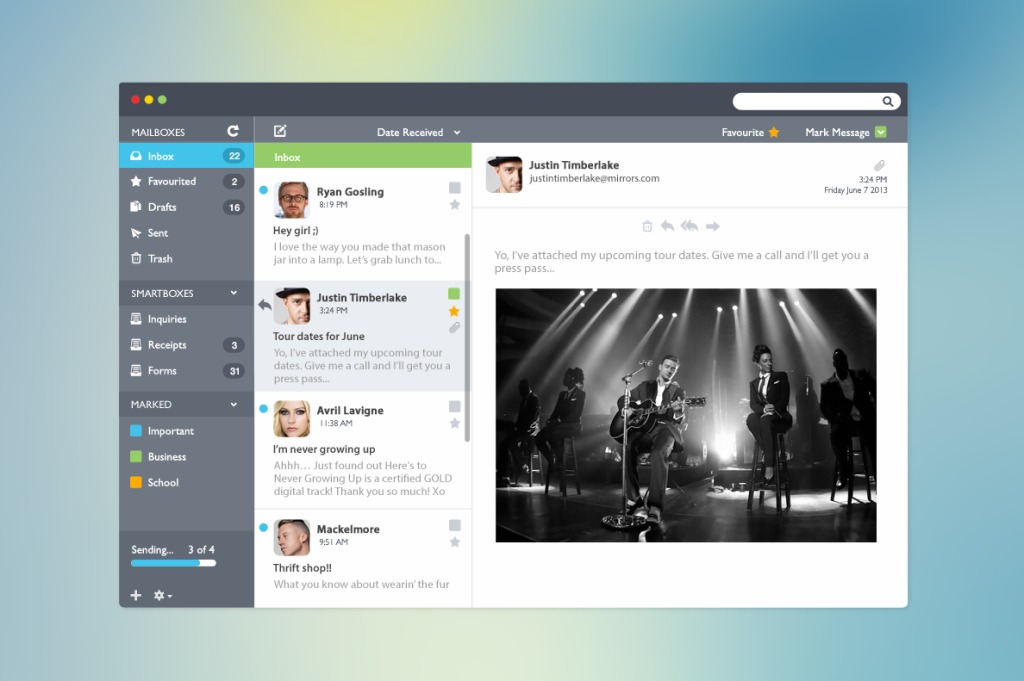 MAILBOXES
Inbox 22
Favourited 2
Drafts 16
Sent
Trash
SMARTBOXES
Inquiries
Receipts 3
Forms 31
MARKED
Important
Business
School
Sending... 3 of 4
Date Received
Favourite
Mark Message
Inbox
Ryan Gosling
8:19 PM
Hey girl ;)
I love the way you made that mason
jar into a lamp. Let's grab lunch to...
Justin Timberlake
3:24 PM
Tour dates for June
Yo, I've attached my upcoming tour
dates. Give me a call and I'll get you a
press pass...
Avril Lavigne
11:38 AM
I'm never growing up
Ahhh... Just found out Here's to
Never Growing Up is a certified GOLD
digital track! Thank you so much! Xo
Mackelmore
9:51 AM
Thrift shop!!
What you know about wearin' the fur
Justin Timberlake
justintimberlake@mirrors.com
3:24 PM
Friday June 7 2013
Yo, I've attached my upcoming tour dates. Give me a call and I'll get you a
press pass...